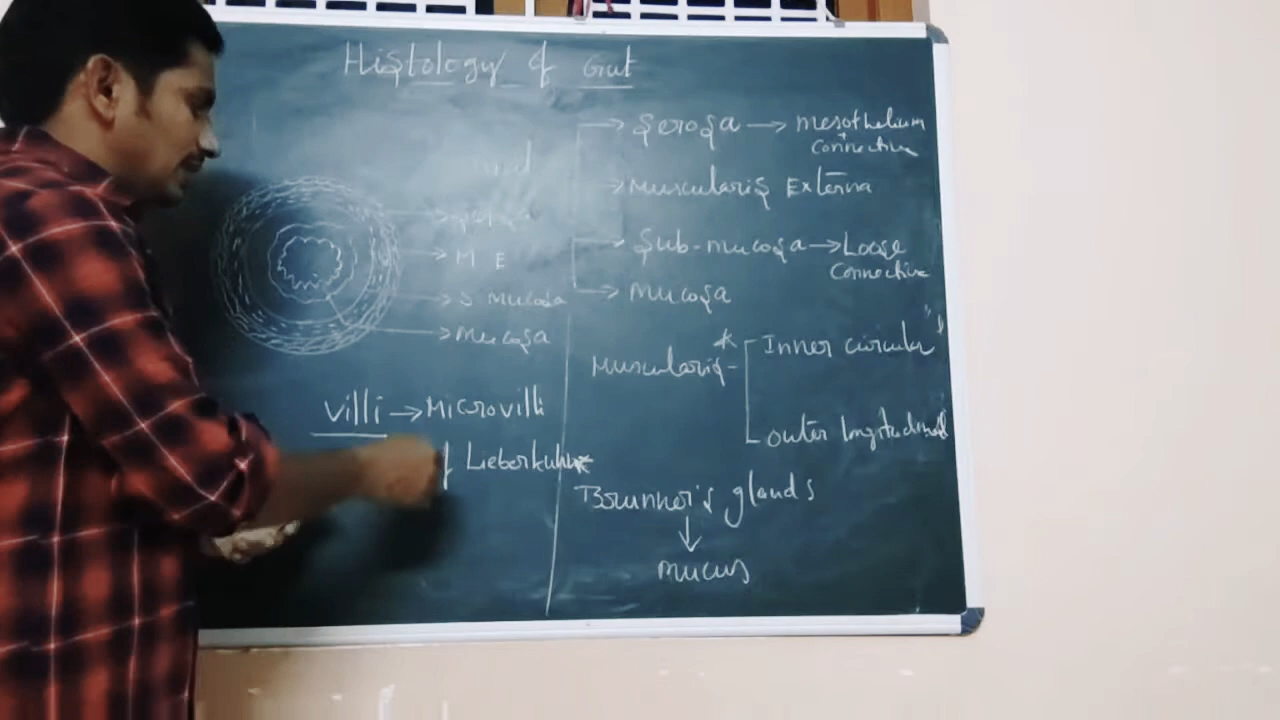 Histology of Gut
Serosa → Mesothelium
+
Connective
Muscularis Externa
Sub-mucosa → Loose
Connective
Mucosa
M E
S Mucosa
Mucosa
Villi → Microvilli
of Lieberkuhn
Muscularis - * Inner circular
Outer longitudinal
Brunner's glands
↓
Mucus